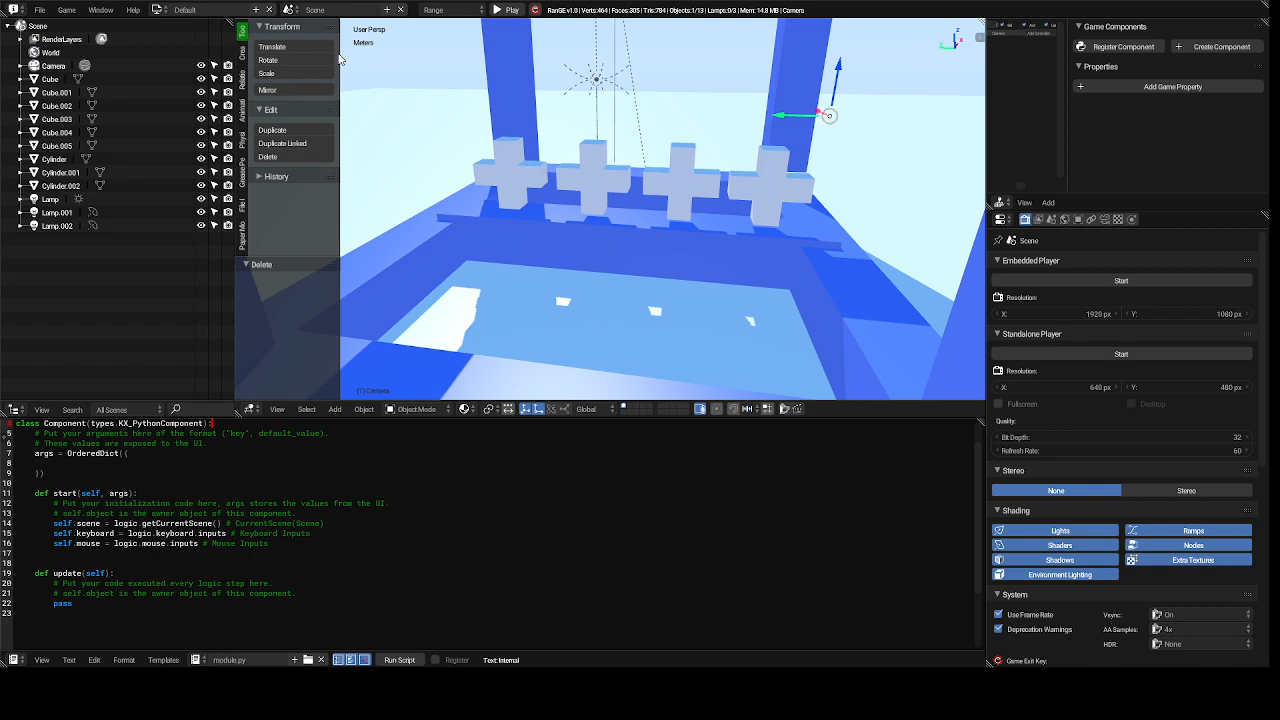 File Game Window Help Default Scene Range Play RanGE v1.0 | Verts:464 | Faces:305 | Tris:784 | Objects:1/13 | Lamps:0/3 | Mem: 14.8 MB | Camera
Scene
RenderLayers
World
Camera
Cube
Cube.001
Cube.002
Cube.003
Cube.004
Cube.005
Cylinder
Cylinder.001
Cylinder.002
Lamp
Lamp.001
Lamp.002
View Search All Scenes
Transform
Translate
Rotate
Scale
Mirror
Edit
Duplicate
Duplicate Linked
Delete
History
Delete
User Persp
Meters
(1) Camera
View Select Add Object Object Mode Global
Game Components
Register Component Create Component
Properties
Add Game Property
View Add
Scene
Embedded Player
Start
Resolution:
X: 1920 px Y: 1080 px
Standalone Player
Start
Resolution:
X: 640 px Y: 480 px
Fullscreen Desktop
Quality:
Bit Depth: 32
Refresh Rate: 60
Stereo
None Stereo
Shading
Lights Ramps
Shaders Nodes
Shadows Extra Textures
Environment Lighting
System
Use Frame Rate Vsync: On
Deprecation Warnings AA Samples: 4x
HDR: None
Game Exit Key:
4 class Component(types.KX_PythonComponent):
5 # Put your arguments here of the format ("key", default_value).
6 # These values are exposed to the UI.
7 args = OrderedDict({
8
9 })
10
11 def start(self, args):
12 # Put your initialization code here, args stores the values from the UI.
13 # self.object is the owner object of this component.
14 self.scene = logic.getCurrentScene() # CurrentScene(Scene)
15 self.keyboard = logic.keyboard.inputs # Keyboard Inputs
16 self.mouse = logic.mouse.inputs # Mouse Inputs
17
18
19 def update(self):
20 # Put your code executed every logic step here.
21 # self.object is the owner object of this component.
22 pass
23
View Text Edit Format Templates module.py Run Script Register Text: Internal